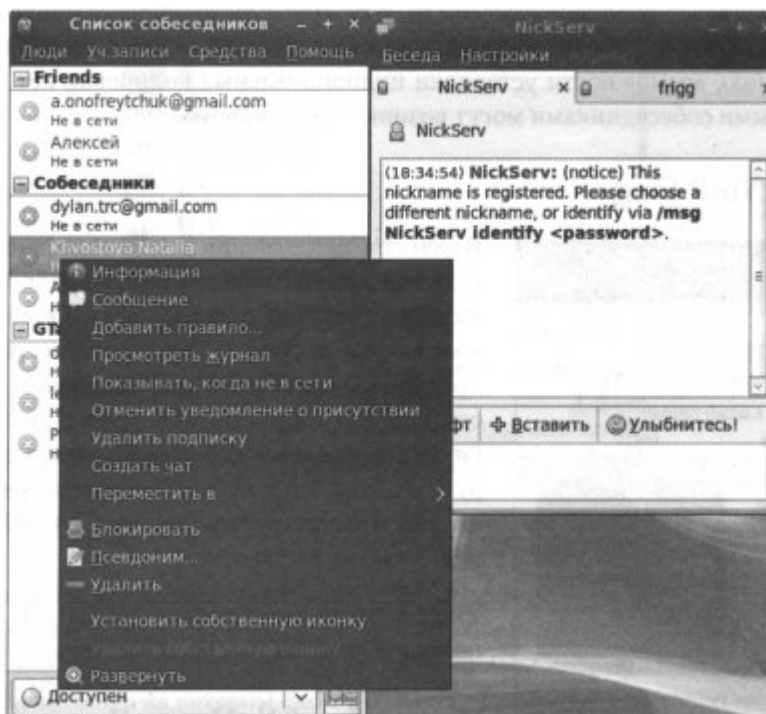 Список собеседников
Люди Уч.записи Средства Помощь
Friends
a.onofreytchuk@gmail.com
Не в сети
Алексей
Не в сети
Собеседники
dylan.trc@gmail.com
Не в сети
Khvostova Natalia
Информация
Сообщение
Добавить правило...
Просмотреть журнал
Показывать, когда не в сети
Отменить уведомление о присутствии
Удалить подписку
Создать чат
Переместить в
Блокировать
Псевдоним...
Удалить
Установить собственную иконку
Удалить собственную иконку
Развернуть
Доступен
NickServ
Беседа Настройки
NickServ frigg
NickServ
(18:34:54) NickServ: (notice) This
nickname is registered. Please choose a
different nickname, or identify via /msg
NickServ identify <password>.
Вставить Улыбнитесь!